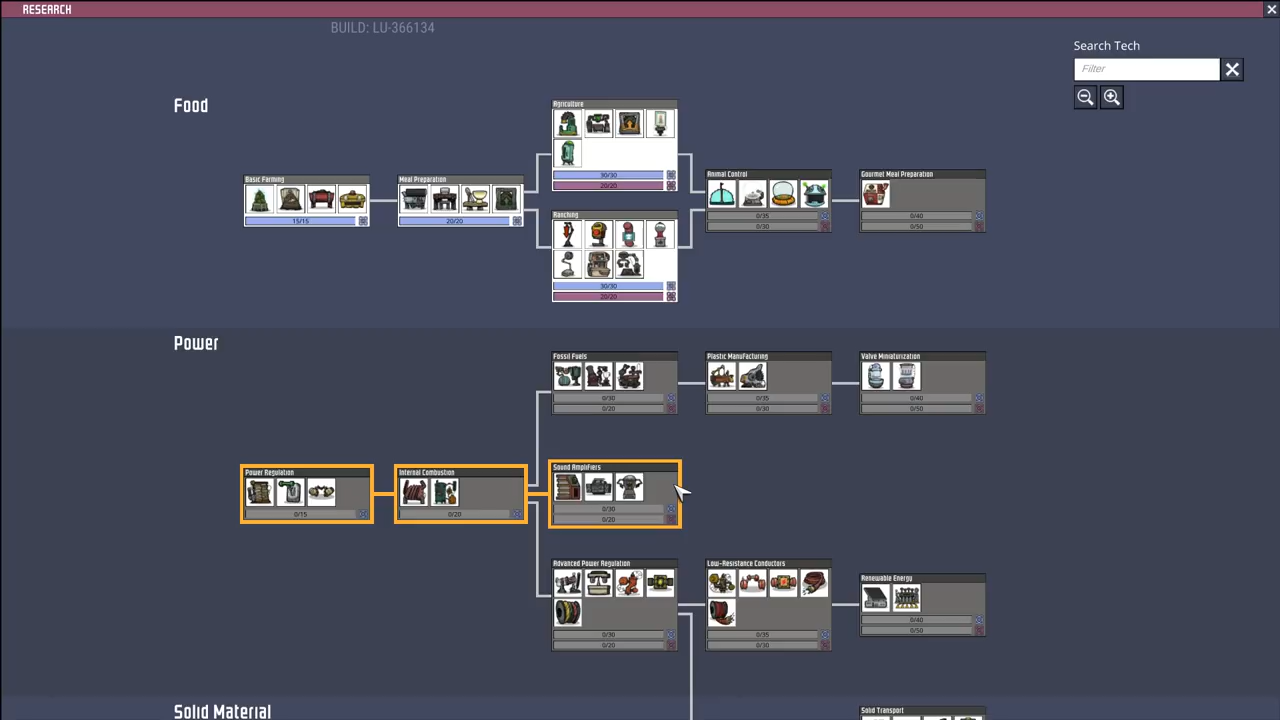 RESEARCH
BUILD: LU-366134
Search Tech
Filter
Food
Agriculture
30/30
20/20
Basic Farming
15/15
Meal Preparation
20/20
Ranching
30/30
20/20
Animal Control
0/35
0/30
Gourmet Meal Preparation
0/40
0/50
Power
Fossil Fuels
0/30
0/20
Plastic Manufacturing
0/35
0/30
Valve Miniaturization
0/40
0/50
Power Regulation
0/15
Internal Combustion
0/20
Sound Amplifiers
0/30
0/20
Advanced Power Regulation
0/30
0/20
Low-Resistance Conductors
0/35
0/30
Renewable Energy
0/40
0/50
Solid Material
Solid Transport